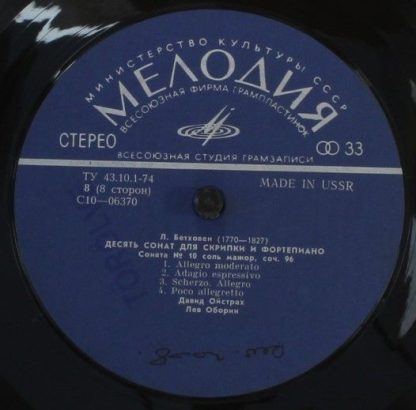 МИНИСТЕРСТВО КУЛЬТУРЫ СССР
МЕЛОДИЯ
ВСЕСОЮЗНАЯ ФИРМА ГРАМПЛАСТИНОК
СТЕРЕО
33
ВСЕСОЮЗНАЯ СТУДИЯ ГРАМЗАПИСИ
ТУ 43.10.1-74
8 (8 сторон)
С10—06370
MADE IN USSR
Л. Бетховен (1770—1827)
ДЕСЯТЬ СОНАТ ДЛЯ СКРИПКИ И ФОРТЕПИАНО
Соната № 10 соль мажор, соч. 96
1. Allegro moderato
2. Adagio espressivo
3. Scherzo. Allegro
4. Poco allegretto
Давид Ойстрах
Лев Оборин